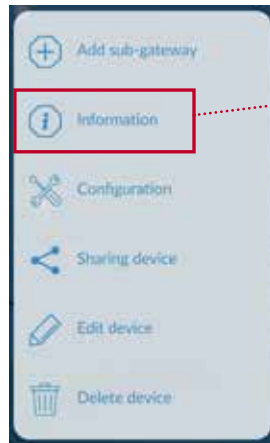 Add sub-gateway
Information
Configuration
Sharing device
Edit device
Delete device